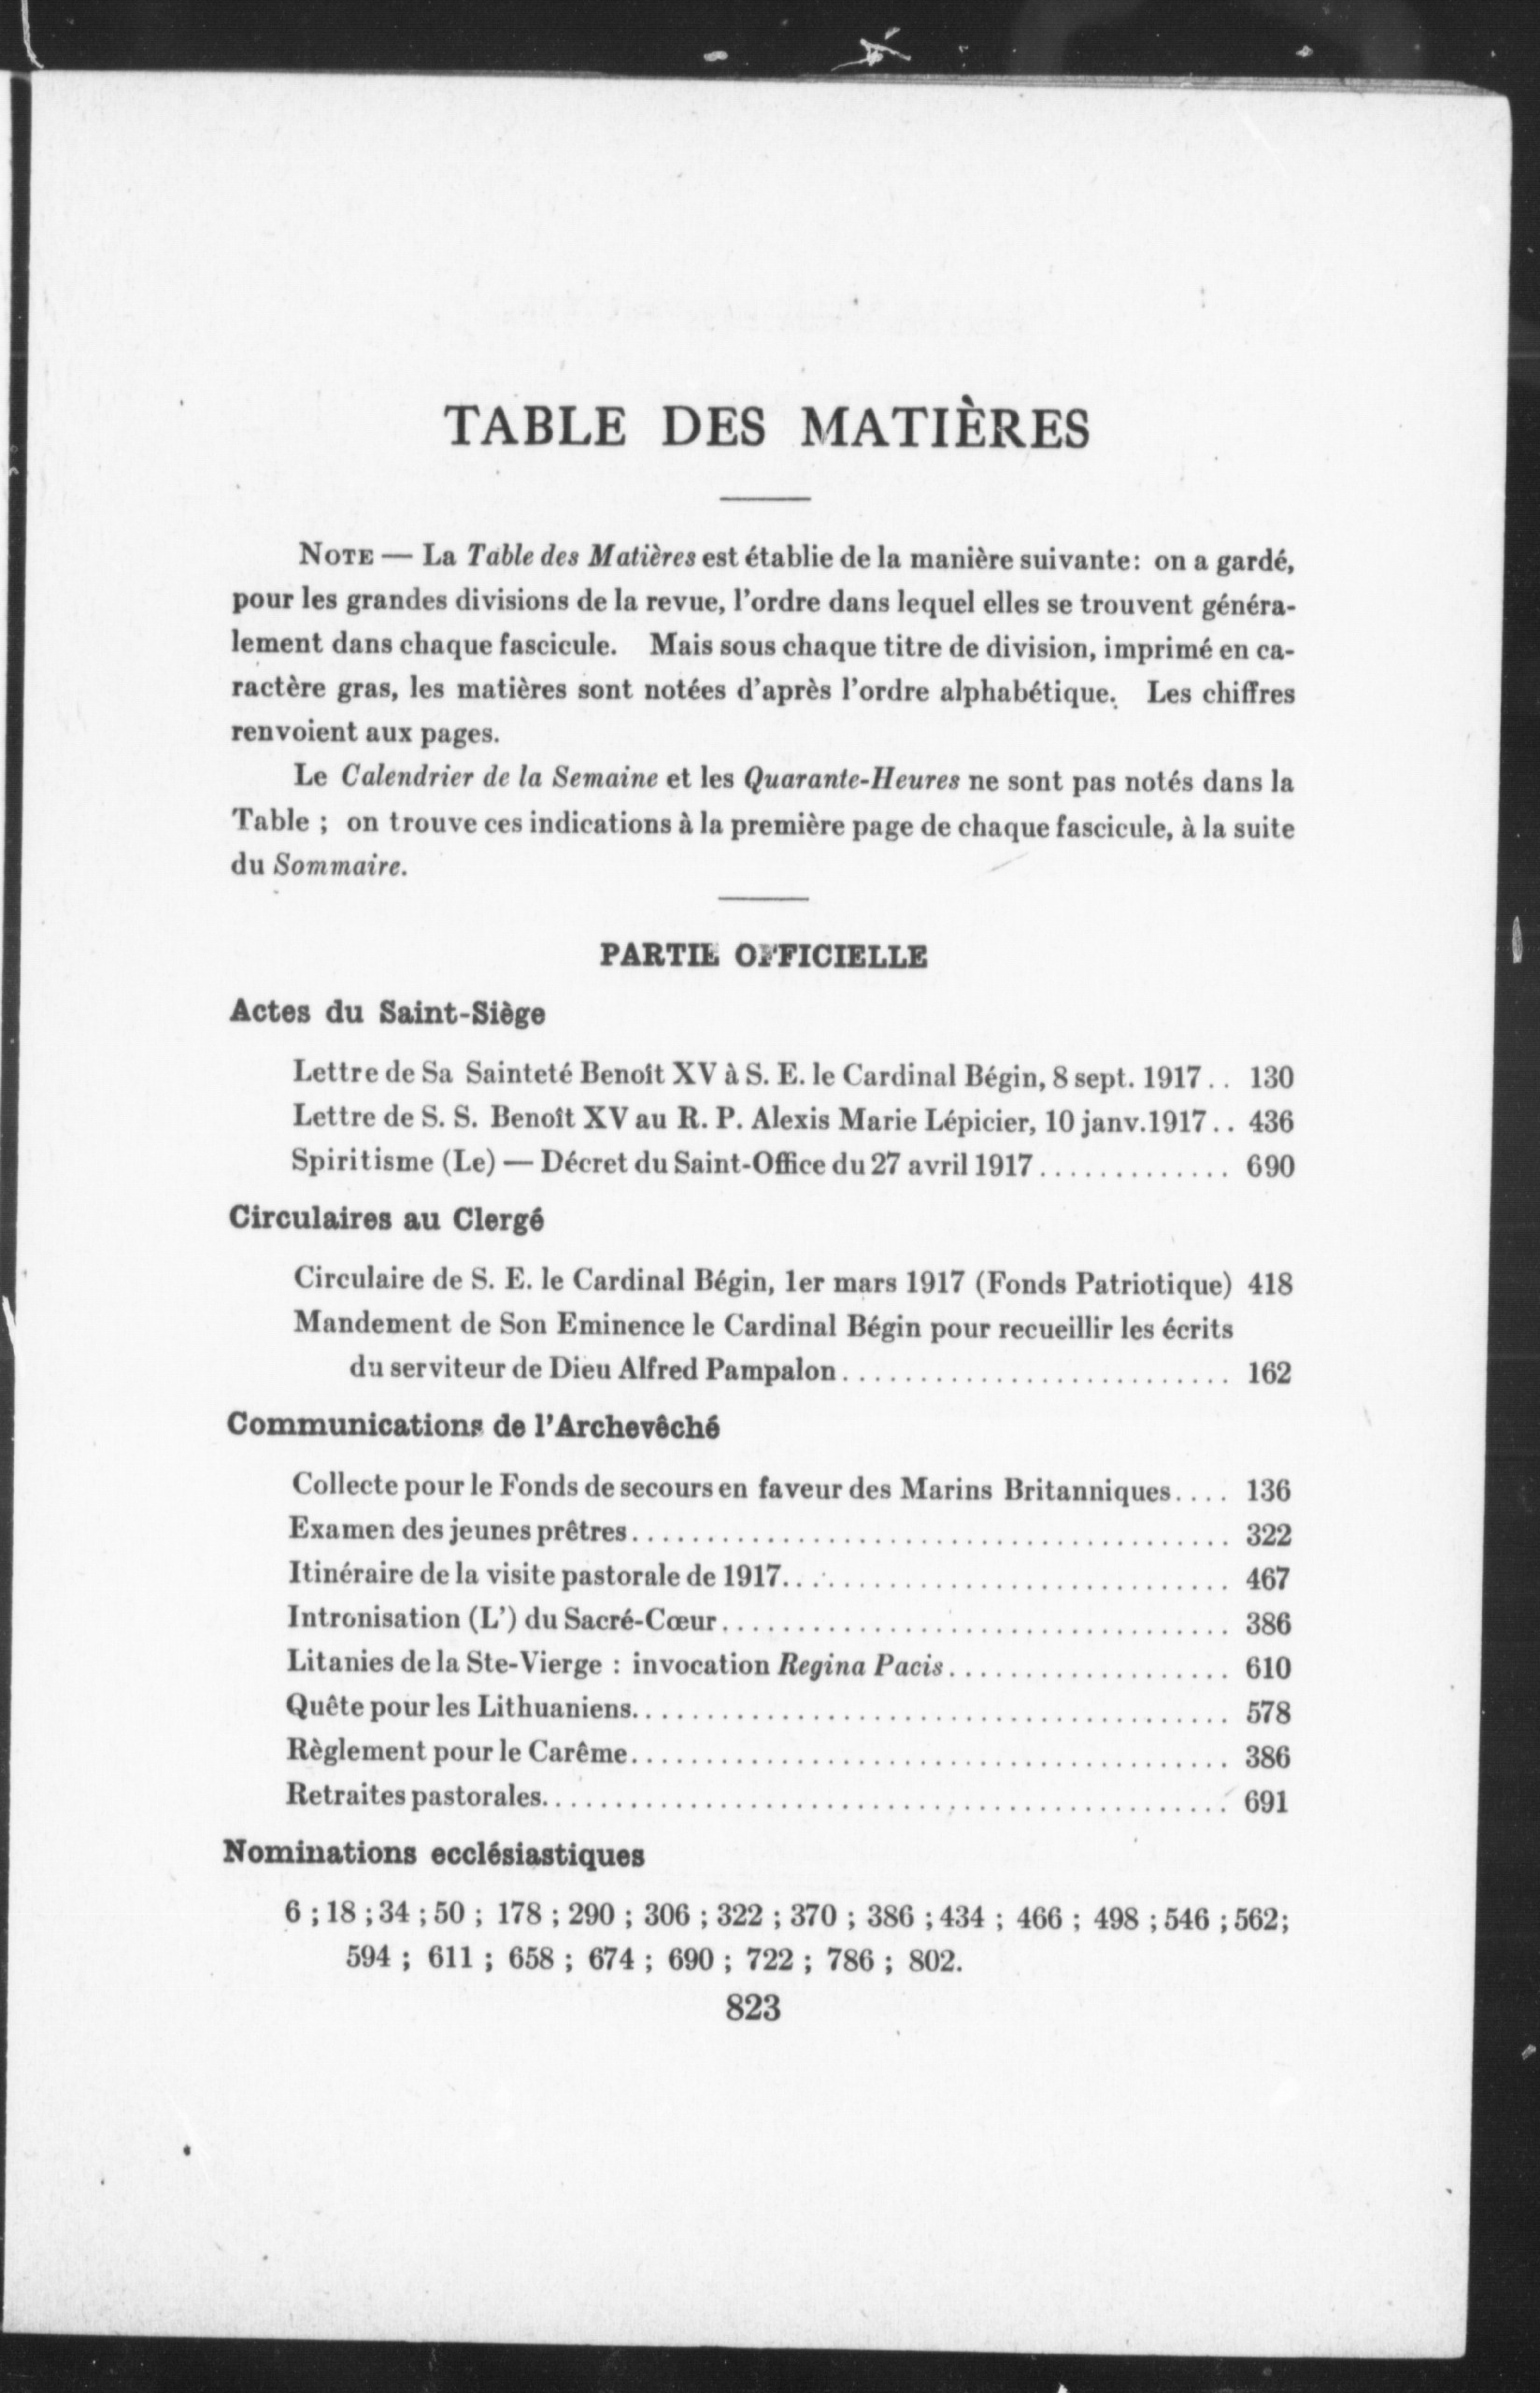 TABLE DES MATIÈRES
NOTE — La Table des Matières est établie de la manière suivante: on a gardé,
pour les grandes divisions de la revue, l'ordre dans lequel elles se trouvent généra-
lement dans chaque fascicule. Mais sous chaque titre de division, imprimé en ca-
ractère gras, les matières sont notées d'après l'ordre alphabétique. Les chiffres
renvoient aux pages.
Le Calendrier de la Semaine et les Quarante-Heures ne sont pas notés dans la
Table ; on trouve ces indications à la première page de chaque fascicule, à la suite
du Sommaire.
PARTIE OFFICIELLE
Actes du Saint-Siège
Lettre de Sa Sainteté Benoît XV à S. E. le Cardinal Bégin, 8 sept. 1917.. 130
Lettre de S. S. Benoît XV au R. P. Alexis Marie Lépicier, 10 janv.1917.. 436
Spiritisme (Le) — Décret du Saint-Office du 27 avril 1917............. 690
Circulaires au Clergé
Circulaire de S. E. le Cardinal Bégin, 1er mars 1917 (Fonds Patriotique) 418
Mandement de Son Eminence le Cardinal Bégin pour recueillir les écrits
du serviteur de Dieu Alfred Pampalon.......................... 162
Communications de l'Archevêché
Collecte pour le Fonds de secours en faveur des Marins Britanniques.... 136
Examen des jeunes prêtres........................................ 322
Itinéraire de la visite pastorale de 1917.............................. 467
Intronisation (L') du Sacré-Cœur.................................. 386
Litanies de la Ste-Vierge : invocation Regina Pacis................... 610
Quête pour les Lithuaniens........................................ 578
Règlement pour le Carême........................................ 386
Retraites pastorales.............................................. 691
Nominations ecclésiastiques
6 ; 18 ; 34 ; 50 ; 178 ; 290 ; 306 ; 322 ; 370 ; 386 ; 434 ; 466 ; 498 ; 546 ; 562;
594 ; 611 ; 658 ; 674 ; 690 ; 722 ; 786 ; 802.
823